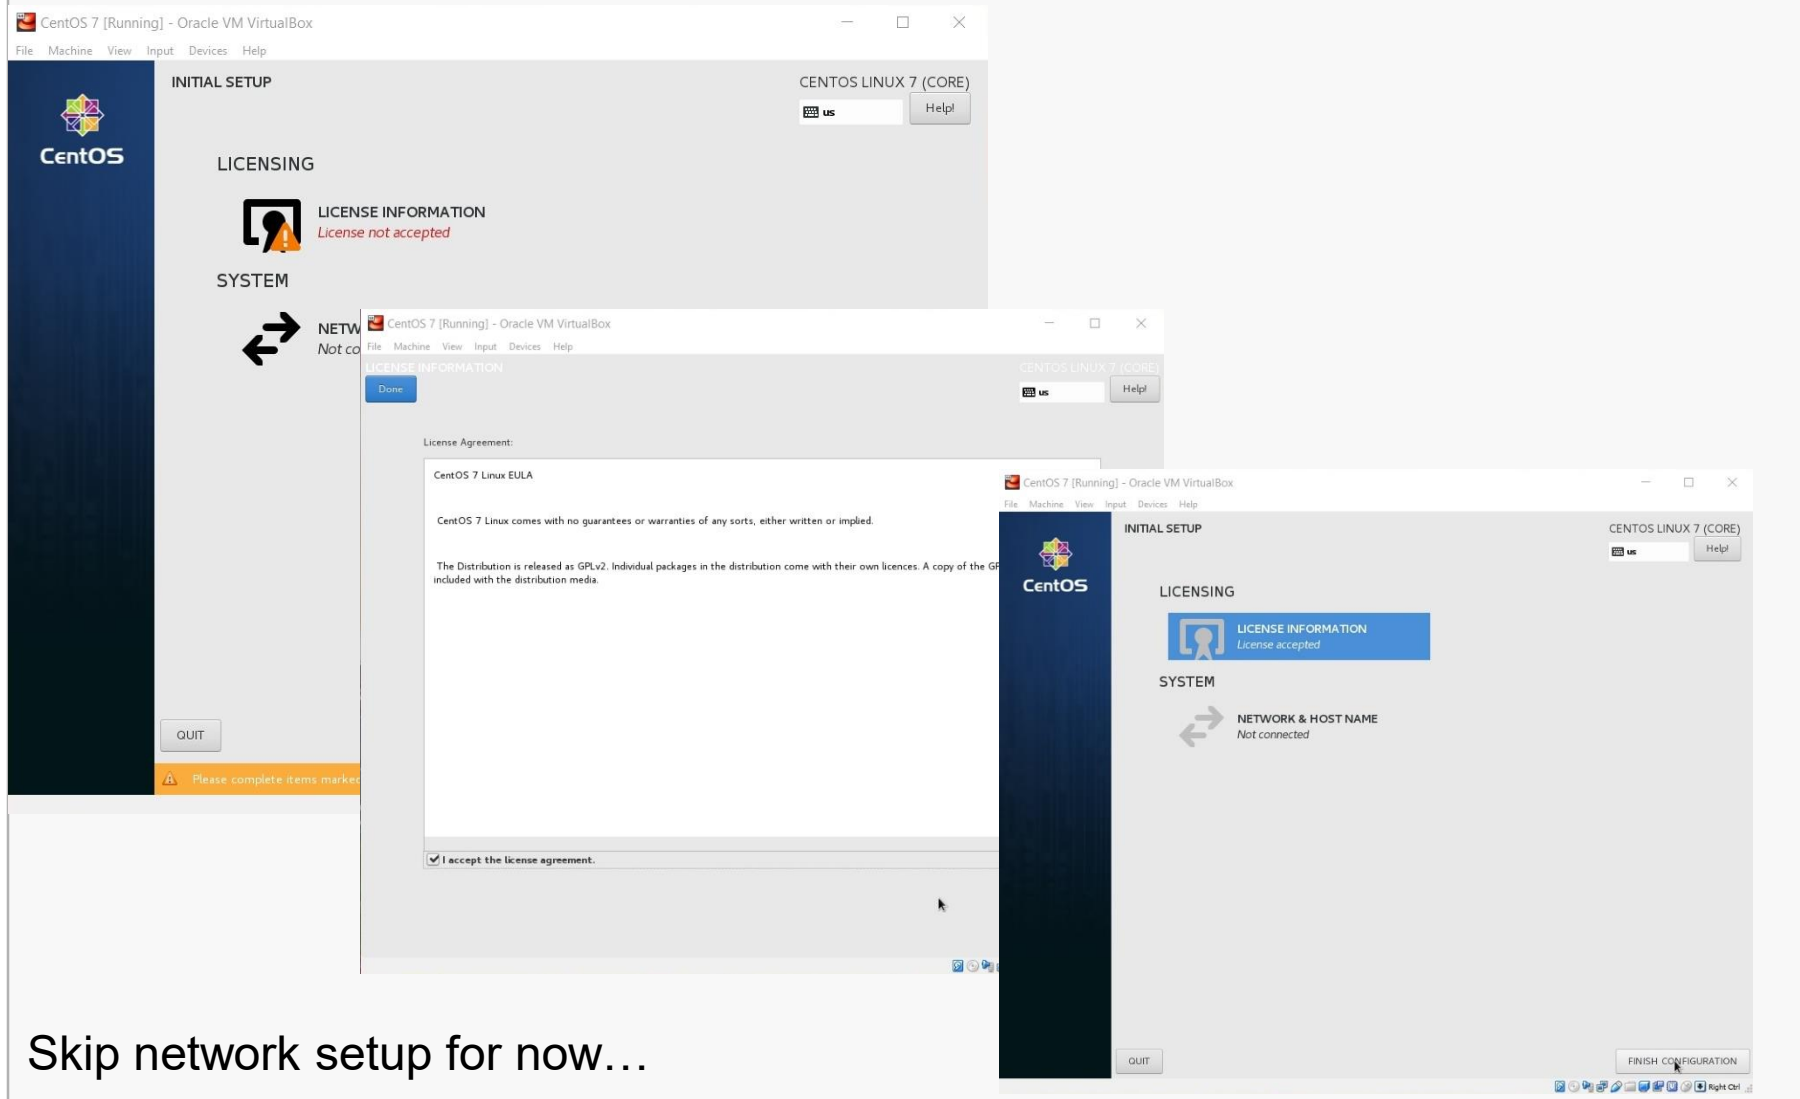 CentOS 7 [Running] - Oracle VM VirtualBox
File Machine View Input Devices Help
INITIAL SETUP
CENTOS LINUX 7 (CORE)
us
Help!
CentOS
LICENSING
LICENSE INFORMATION
License not accepted
SYSTEM
NETW
Not co
QUIT
Please complete items marked
CentOS 7 [Running] - Oracle VM VirtualBox
File Machine View Input Devices Help
LICENSE INFORMATION
CENTOS LINUX 7 (CORE)
Done
us
Help!
License Agreement:
CentOS 7 Linux EULA
CentOS 7 Linux comes with no guarantees or warranties of any sorts, either written or implied.
The Distribution is released as GPLv2. Individual packages in the distribution come with their own licences. A copy of the GP
included with the distribution media.
I accept the license agreement.
CentOS 7 [Running] - Oracle VM VirtualBox
File Machine View Input Devices Help
INITIAL SETUP
CENTOS LINUX 7 (CORE)
us
Help!
CentOS
LICENSING
LICENSE INFORMATION
License accepted
SYSTEM
NETWORK & HOST NAME
Not connected
QUIT
FINISH CONFIGURATION
Right Ctrl
Skip network setup for now…